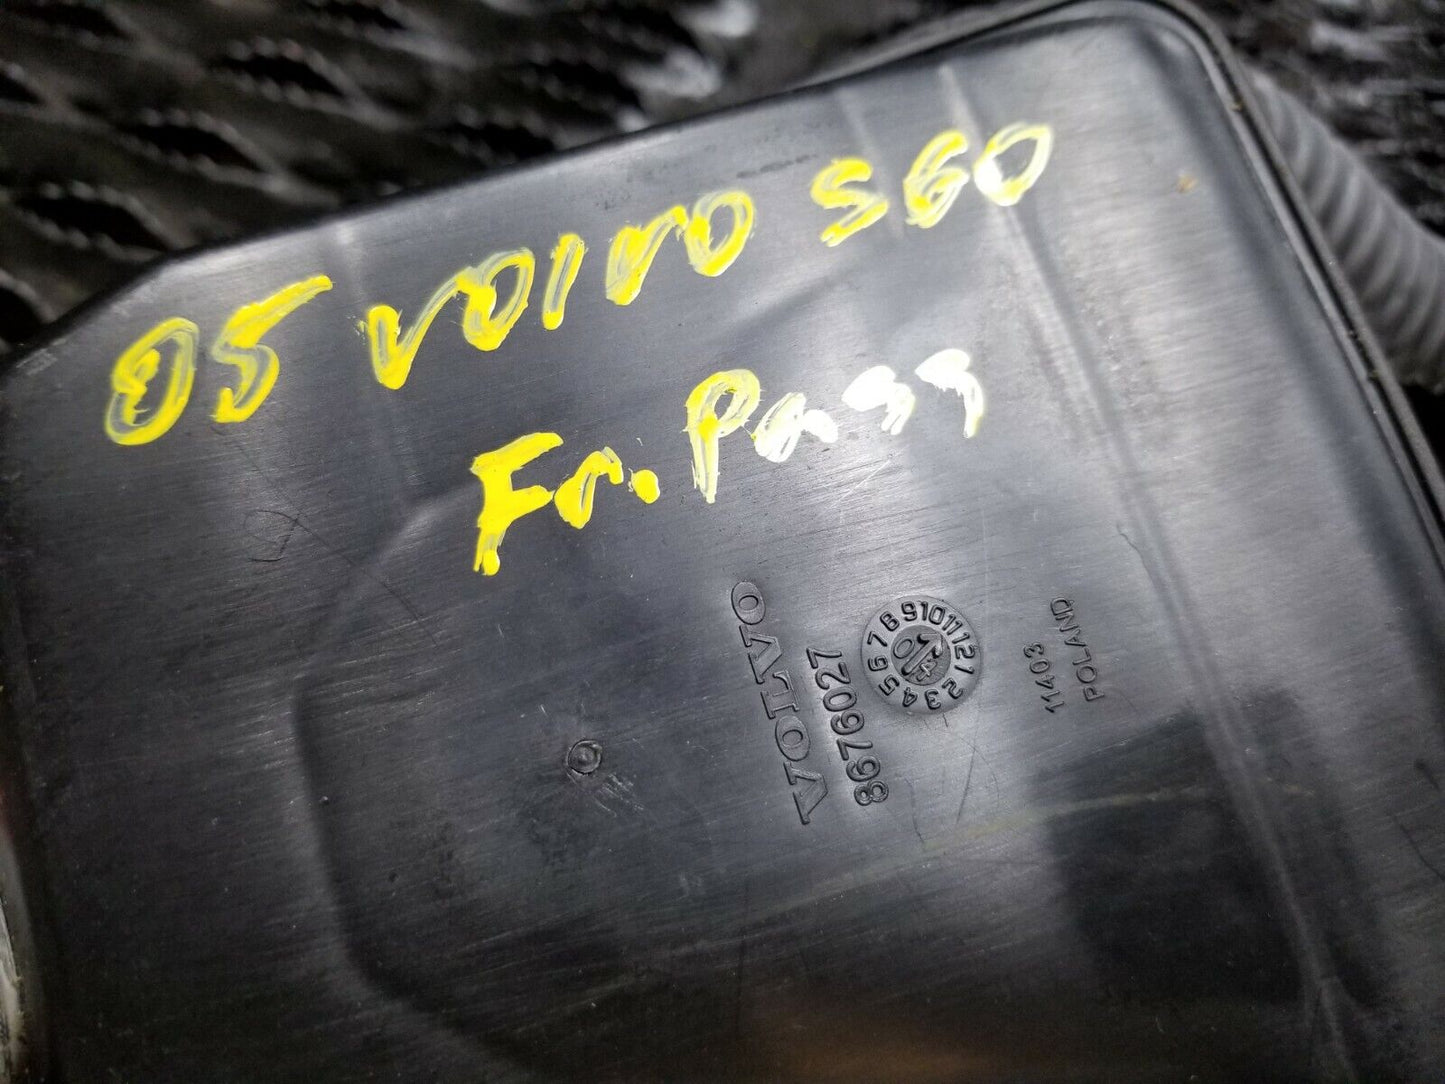 05 VOLVO S60
Fr. Pass
VOLVO
8676027
1 2 3 4 5 6 7 8 9 10 11 12
04
11403
POLAND